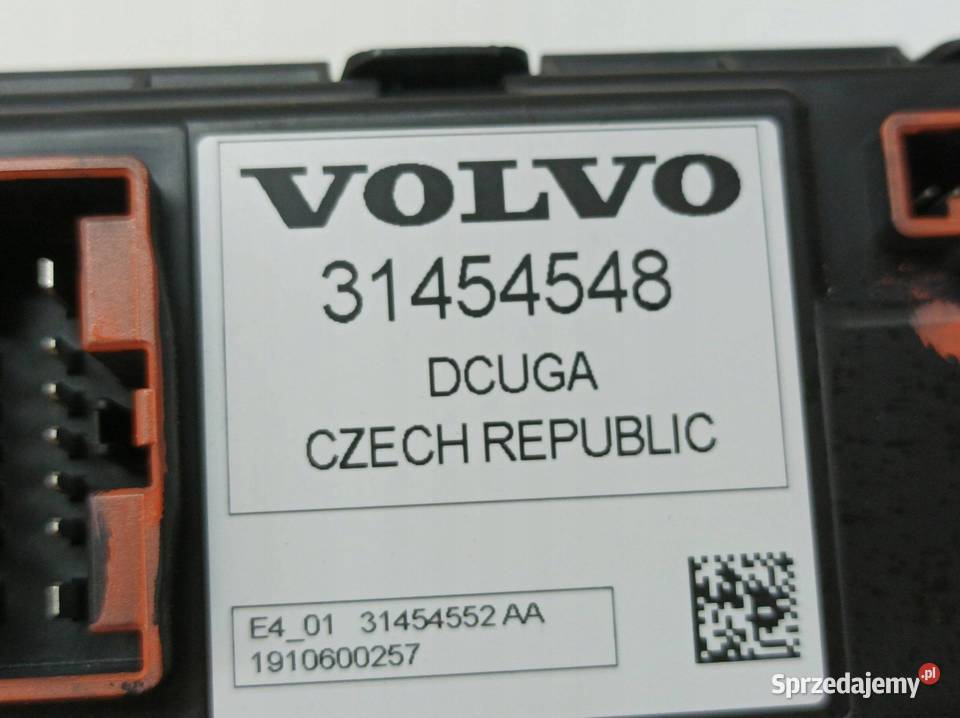 VOLVO
31454548
DCUGA
CZECH REPUBLIC
E4_01 31454552 AA
1910600257
Sprzedajemy.pl